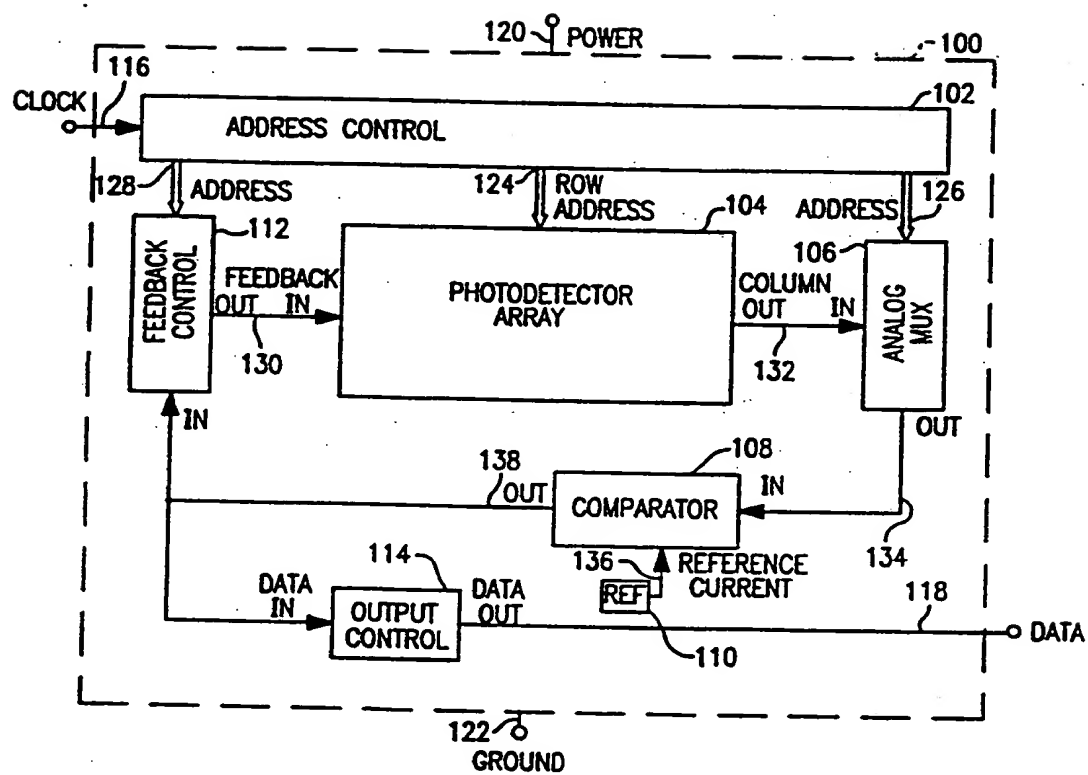 120
POWER
100
116
CLOCK
102
ADDRESS CONTROL
128
ADDRESS
124
ROW
ADDRESS
104
ADDRESS
126
112
106
FEEDBACK
CONTROL
FEEDBACK
OUT IN
130
PHOTODETECTOR
ARRAY
COLUMN
OUT IN
132
ANALOG
MUX
IN
OUT
138
OUT
108
COMPARATOR
IN
134
136
REFERENCE
CURRENT
REF
110
114
DATA
IN
OUTPUT
CONTROL
DATA
OUT
118
DATA
122
GROUND